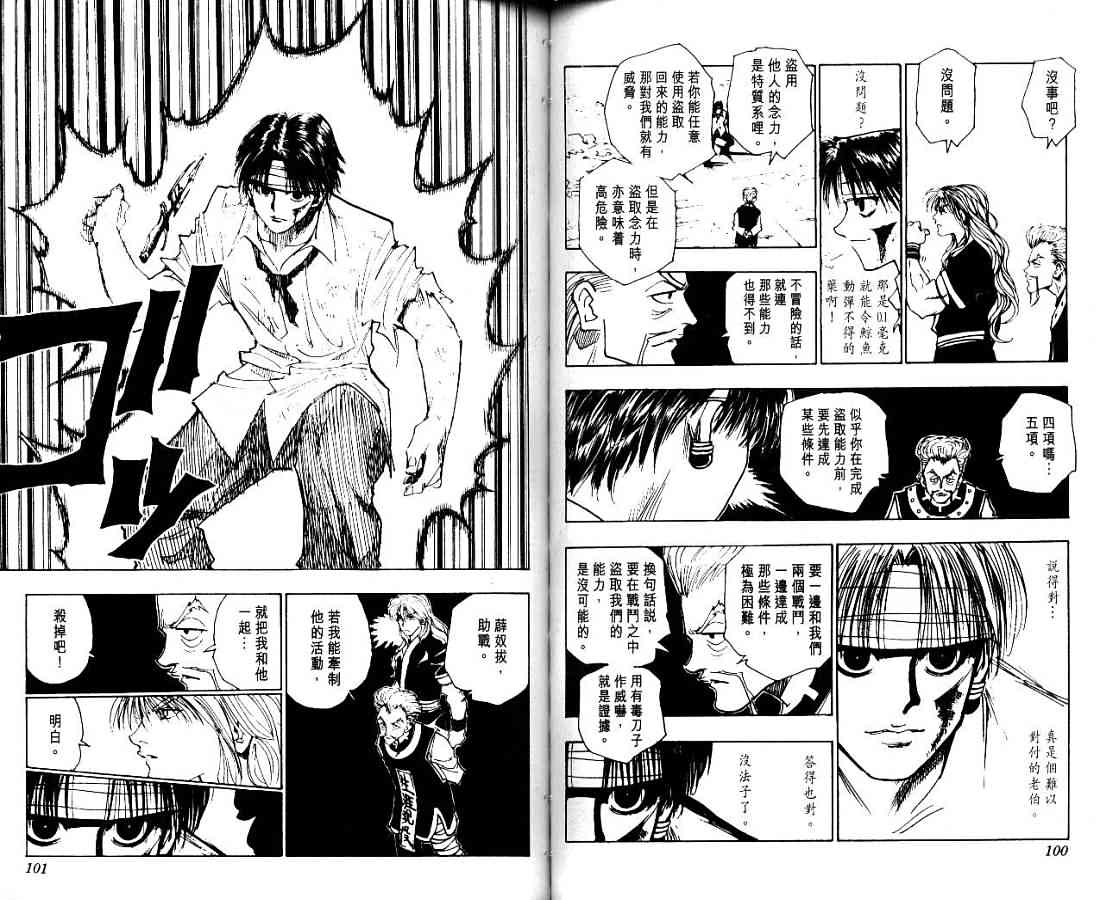 沒事吧？
沒問題。
沒問題？
那是0.1毫克
就能令鯨魚
動彈不得的
藥啊！
盜用
他人的念力，
是特質系哩。
若你能任意
使用盜取
回來的能力，
那對我們就有
威脅。
但是在
盜取念力時，
亦意味着
高危險。
不冒險的話，
就連
那些能力
也得不到。
四項嗎…
五項。
似乎你在完成
盜取能力前，
要先達成
某些條件。
說得對…
真是個難以
對付的老伯。
要一邊和我們
兩個戰鬥，
一邊達成
那些條件，
極為困難。
換句話說，
要在戰鬥之中
盜取我們的
能力，
是沒可能的。
用有毒刀子
作威嚇，
就是證據。
答得也對。
沒法子了。
100
ゴッ
薛奴拔，
助戰。
若我能牽制
他的活動，
就把我和他
一起…
殺掉吧！
明白。
101